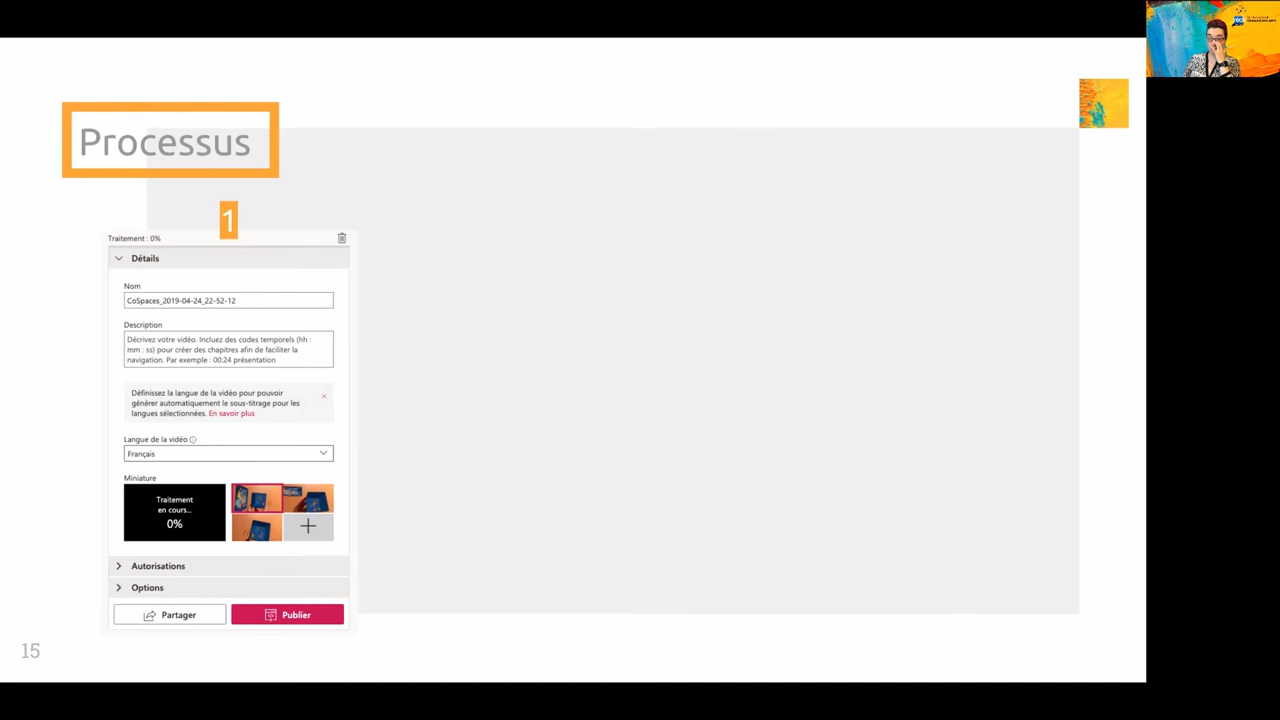 Processus
1
Traitement : 0%
Détails
Nom
CoSpaces_2019-04-24_22-52-12
Description
Décrivez votre vidéo. Incluez des codes temporels (hh :
mm : ss) pour créer des chapitres afin de faciliter la
navigation. Par exemple : 00:24 présentation
Définissez la langue de la vidéo pour pouvoir
générer automatiquement le sous-titrage pour les
langues sélectionnées. En savoir plus
Langue de la vidéo
Français
Miniature
Traitement
en cours...
0%
Autorisations
Options
Partager
Publier
15